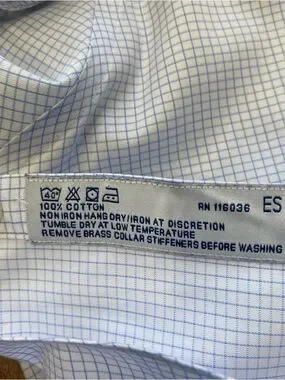 RN 116036 ES
100% COTTON
NON IRON HANG DRY/IRON AT DISCRETION
TUMBLE DRY AT LOW TEMPERATURE
REMOVE BRASS COLLAR STIFFENERS BEFORE WASHING